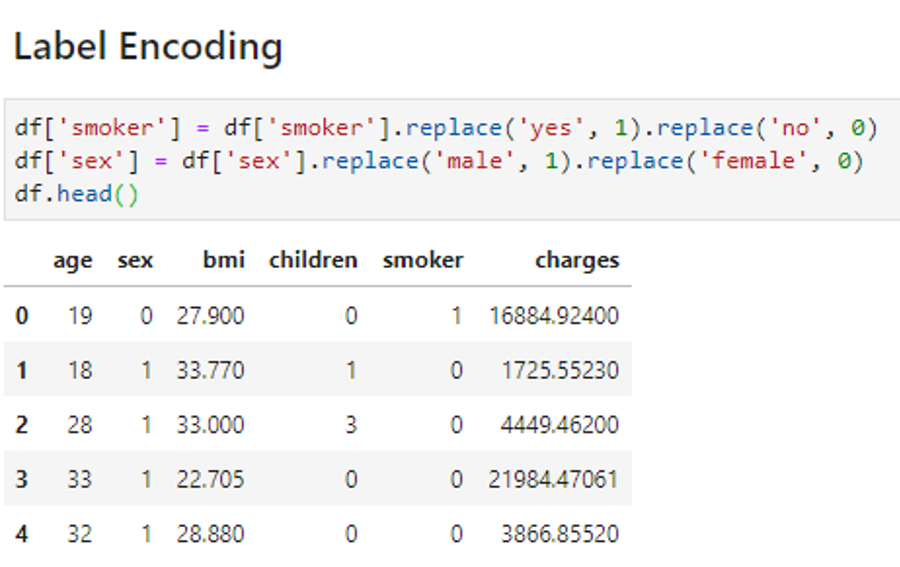 Label Encoding
df['smoker'] = df['smoker'].replace('yes', 1).replace('no', 0)
df['sex'] = df['sex'].replace('male', 1).replace('female', 0)
df.head()
age sex bmi children smoker charges
0 19 0 27.900 0 1 16884.92400
1 18 1 33.770 1 0 1725.55230
2 28 1 33.000 3 0 4449.46200
3 33 1 22.705 0 0 21984.47061
4 32 1 28.880 0 0 3866.85520